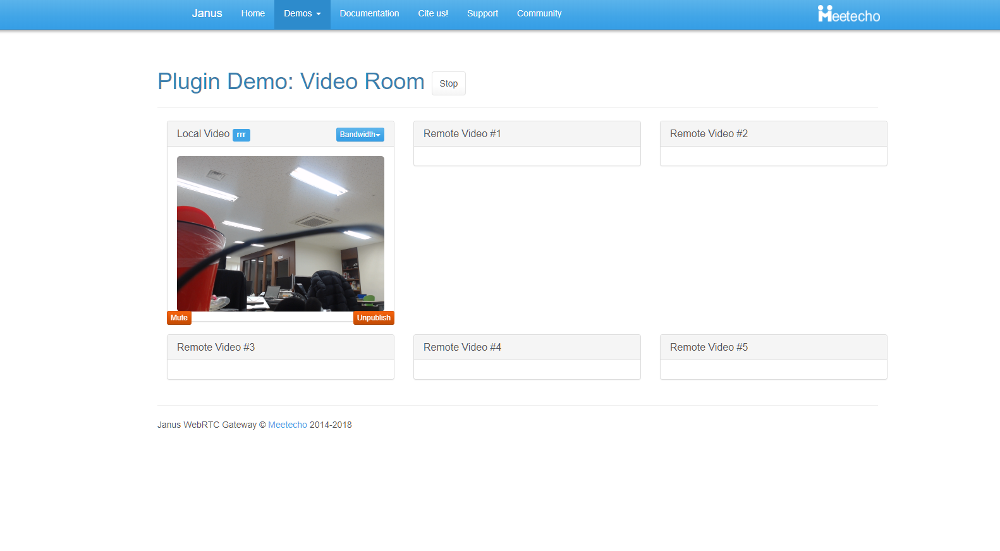 Janus Home Demos Documentation Cite us! Support Community Meetecho
Plugin Demo: Video Room Stop
Local Video rrr Bandwidth
Remote Video #1
Remote Video #2
Mute Unpublish
Remote Video #3
Remote Video #4
Remote Video #5
Janus WebRTC Gateway © Meetecho 2014-2018